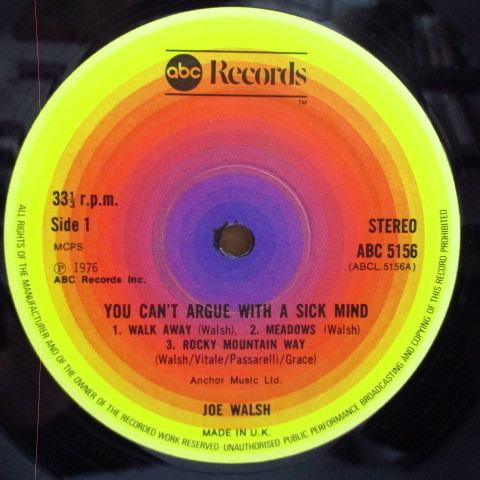 abc Records
TM
33⅓ r.p.m.
Side 1
MCPS
℗ 1976
ABC Records Inc.
STEREO
ABC 5156
(ABCL.5156A)
YOU CAN'T ARGUE WITH A SICK MIND
1. WALK AWAY (Walsh). 2. MEADOWS (Walsh)
3. ROCKY MOUNTAIN WAY
(Walsh/Vitale/Passarelli/Grace)
Anchor Music Ltd.
JOE WALSH
MADE IN U.K.
ALL RIGHTS OF THE MANUFACTURER AND OF THE OWNER OF THE RECORDED WORK RESERVED · UNAUTHORISED PUBLIC PERFORMANCE BROADCASTING AND COPYING OF THIS RECORD PROHIBITED